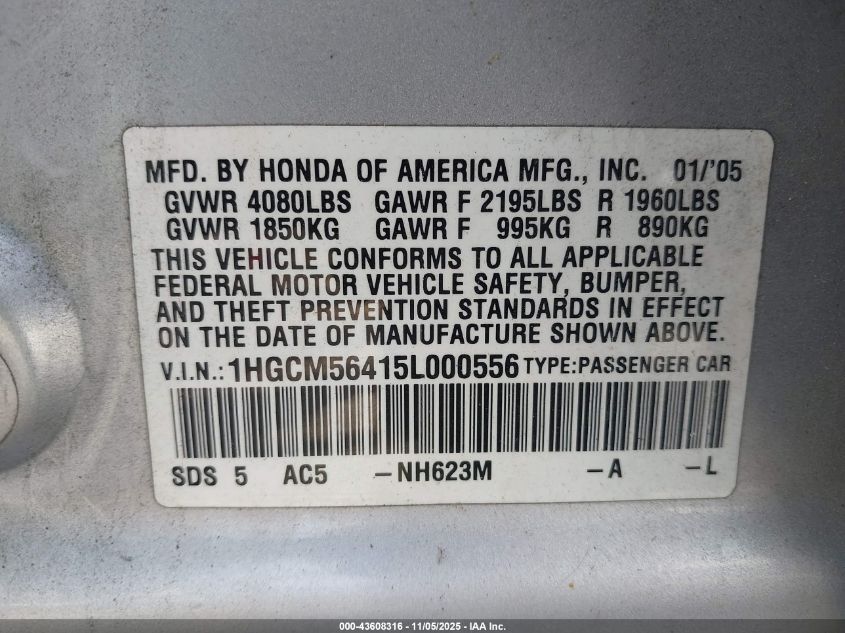 MFD. BY HONDA OF AMERICA MFG., INC. 01/'05
GVWR 4080LBS GAWR F 2195LBS R 1960LBS
GVWR 1850KG GAWR F 995KG R 890KG
THIS VEHICLE CONFORMS TO ALL APPLICABLE
FEDERAL MOTOR VEHICLE SAFETY, BUMPER,
AND THEFT PREVENTION STANDARDS IN EFFECT
ON THE DATE OF MANUFACTURE SHOWN ABOVE.
V.I.N.: 1HGCM56415L000556 TYPE:PASSENGER CAR
SDS 5 AC5 -NH623M -A -L
000-43608316 - 11/05/2025 - IAA Inc.